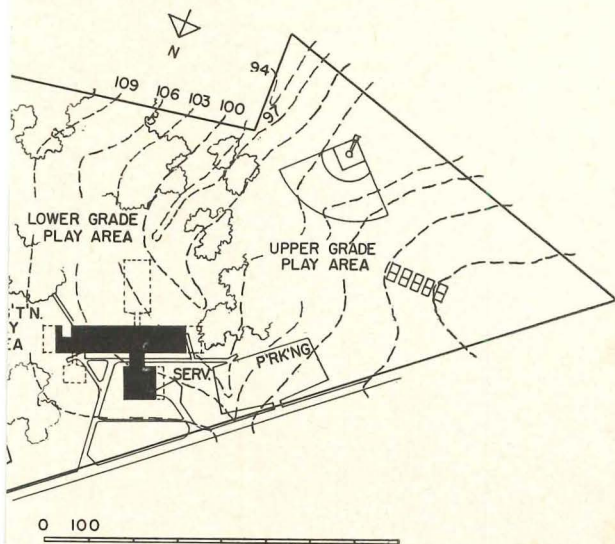 N
94
109 106 103 100
97
LOWER GRADE
PLAY AREA
UPPER GRADE
PLAY AREA
'T'N.
Y
A
SERV.
P'RK'NG
0 100